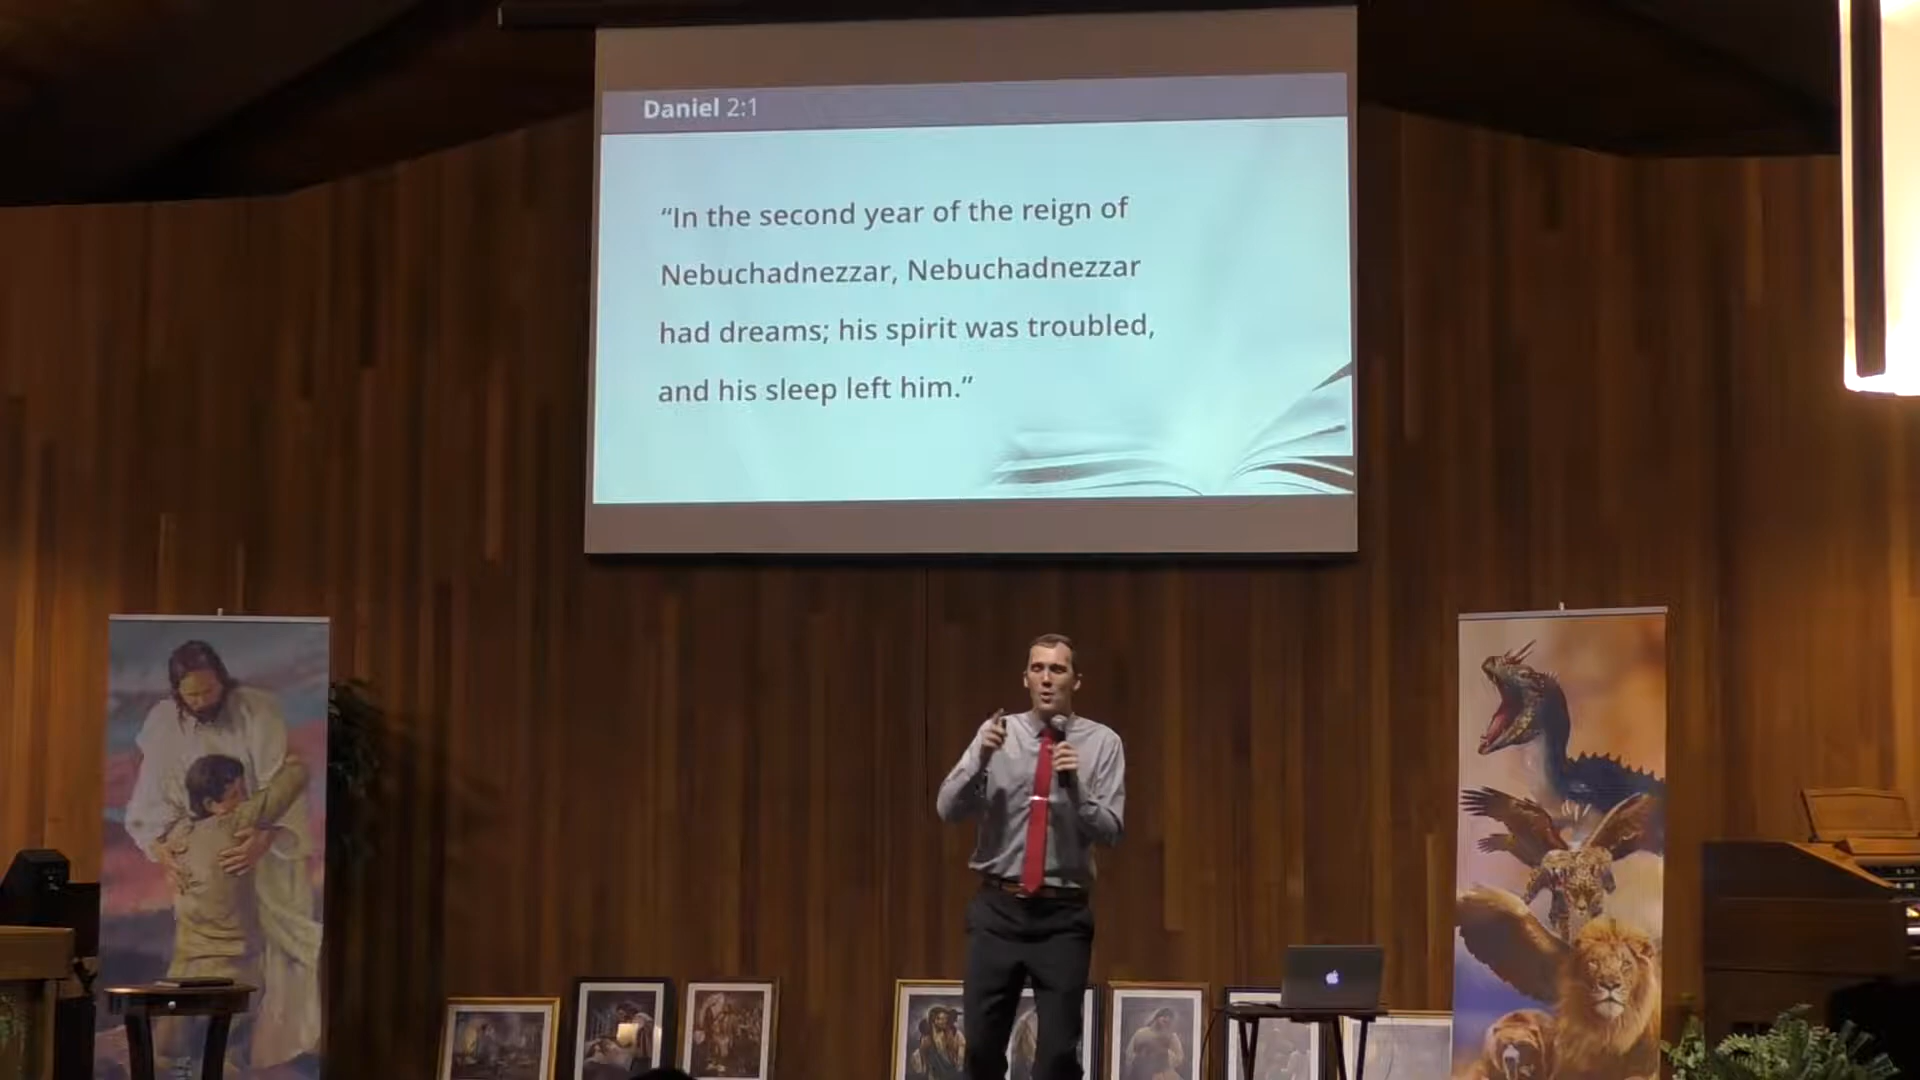 Daniel 2:1
“In the second year of the reign of
Nebuchadnezzar, Nebuchadnezzar
had dreams; his spirit was troubled,
and his sleep left him.”